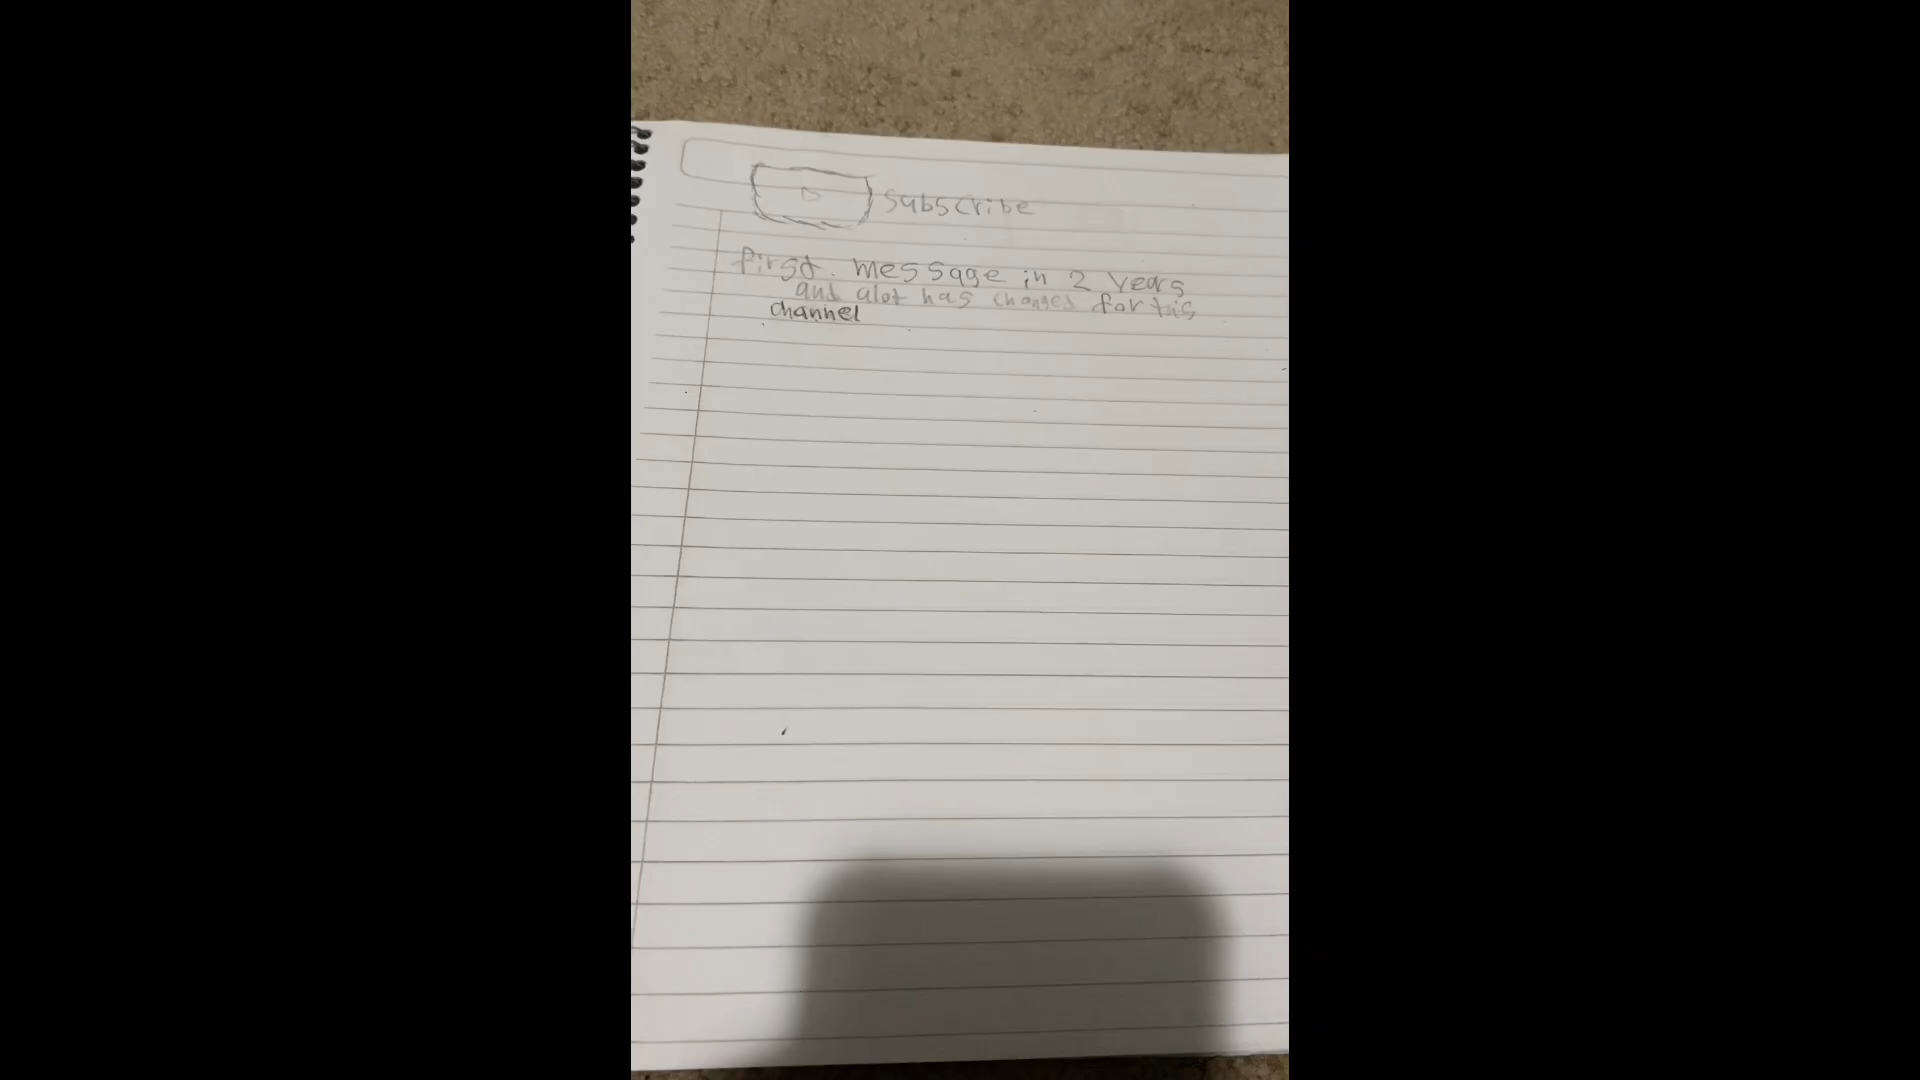 Subscribe
first. message in 2 years
and alot has changed for this
channel